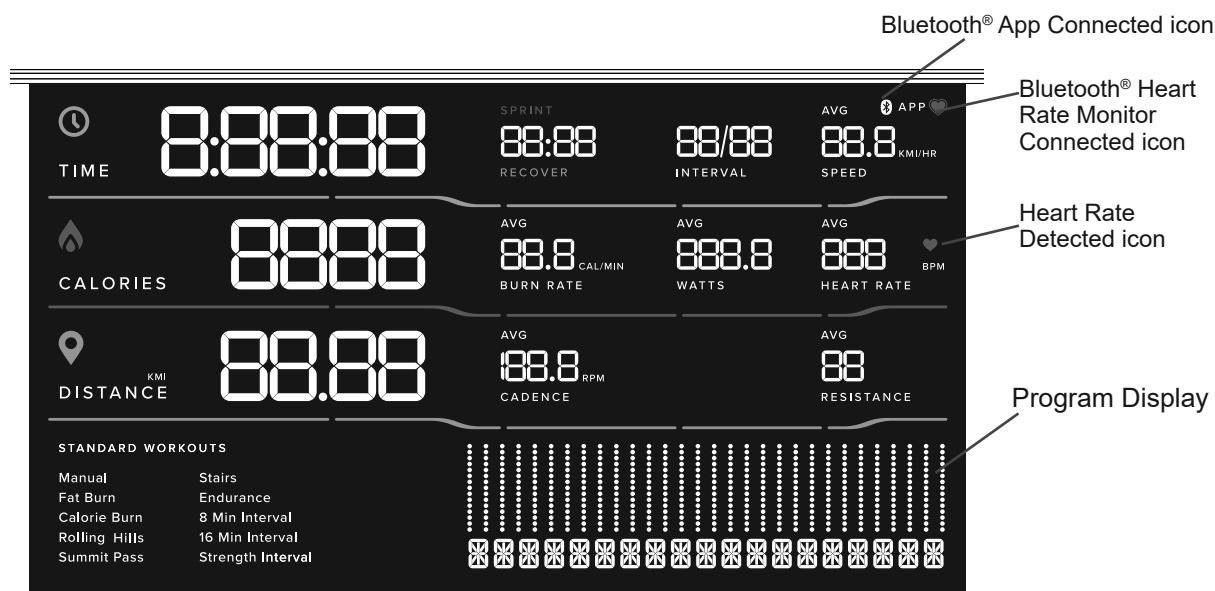 Bluetooth® App Connected icon
Bluetooth® Heart
Rate Monitor
Connected icon
Heart Rate
Detected icon
Program Display
TIME
8:88:88
SPRINT
88:88
RECOVER
88/88
INTERVAL
AVG
APP
88.8 KMI/HR
SPEED
CALORIES
8888
AVG
88.8 CAL/MIN
BURN RATE
AVG
888.8
WATTS
AVG
888
BPM
HEART RATE
KMI
DISTANCE
88.88
AVG
188.8 RPM
CADENCE
AVG
88
RESISTANCE
STANDARD WORKOUTS
Manual
Fat Burn
Calorie Burn
Rolling Hills
Summit Pass
Stairs
Endurance
8 Min Interval
16 Min Interval
Strength Interval